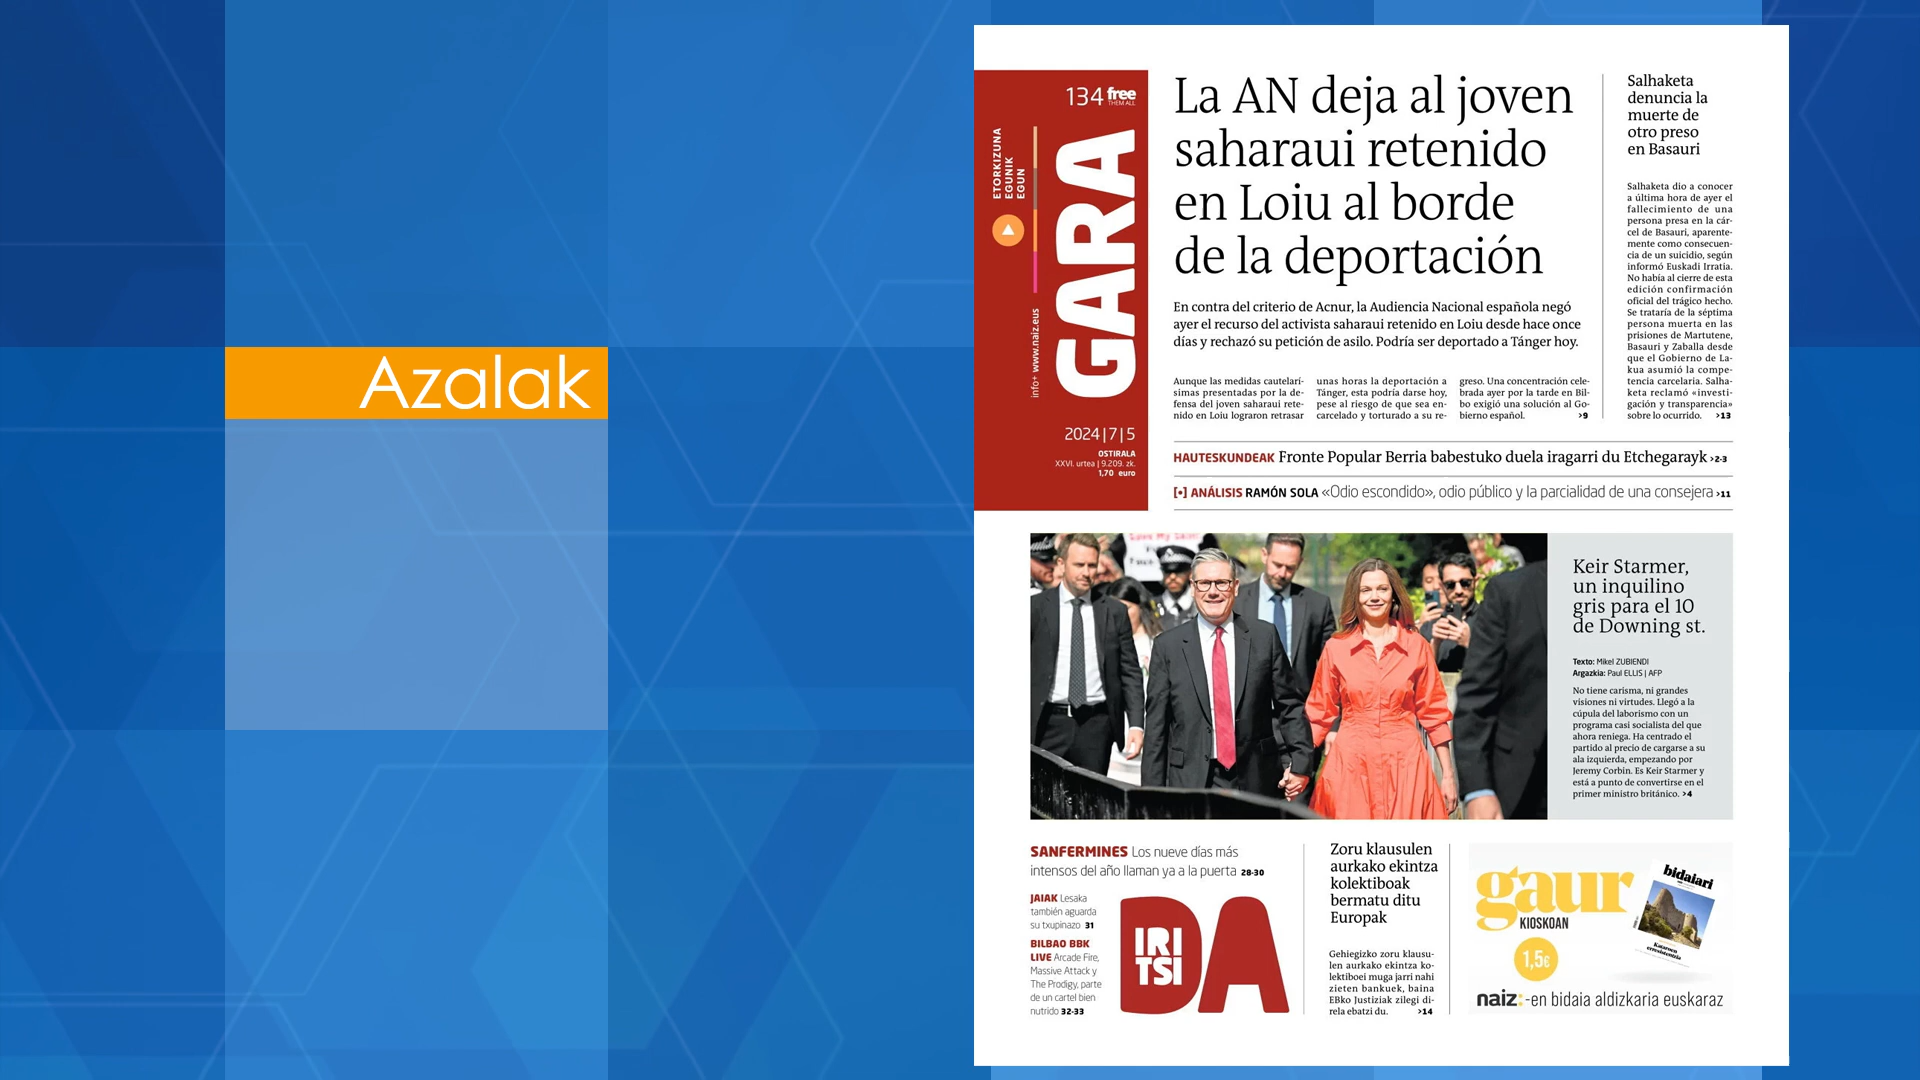 Azalak
134 free
THEM ALL
ETORKIZUNA
EGUNIK
EGUN
info+ www.naiz.eus
GARA
2024|7|5
OSTIRALA
XXVI. urtea | 9.209. zk.
1,70 euro
La AN deja al joven
saharaui retenido
en Loiu al borde
de la deportación
En contra del criterio de Acnur, la Audiencia Nacional española negó
ayer el recurso del activista saharaui retenido en Loiu desde hace once
días y rechazó su petición de asilo. Podría ser deportado a Tánger hoy.
Aunque las medidas cautelarí-
simas presentadas por la de-
fensa del joven saharaui rete-
nido en Loiu lograron retrasar
unas horas la deportación a
Tánger, esta podría darse hoy,
pese al riesgo de que sea en-
carcelado y torturado a su re-
greso. Una concentración cele-
brada ayer por la tarde en Bil-
bo exigió una solución al Go-
bierno español. >9
Salhaketa
denuncia la
muerte de
otro preso
en Basauri
Salhaketa dio a conocer
a última hora de ayer el
fallecimiento de una
persona presa en la cár-
cel de Basauri, aparente-
mente como consecuen-
cia de un suicidio, según
informó Euskadi Irratia.
No había al cierre de esta
edición confirmación
oficial del trágico hecho.
Se trataría de la séptima
persona muerta en las
prisiones de Martutene,
Basauri y Zaballa desde
que el Gobierno de La-
kua asumió la compe-
tencia carcelaria. Salha-
keta reclamó «investi-
gación y transparencia»
sobre lo ocurrido. >13
HAUTESKUNDEAK Fronte Popular Berria babestuko duela iragarri du Etchegarayk >2-3
[•] ANÁLISIS RAMÓN SOLA «Odio escondido», odio público y la parcialidad de una consejera >11
Keir Starmer,
un inquilino
gris para el 10
de Downing st.
Texto: Mikel ZUBIENDI
Argazkia: Paul ELLIS | AFP
No tiene carisma, ni grandes
visiones ni virtudes. Llegó a la
cúpula del laborismo con un
programa casi socialista del que
ahora reniega. Ha centrado el
partido al precio de cargarse a su
ala izquierda, empezando por
Jeremy Corbin. Es Keir Starmer y
está a punto de convertirse en el
primer ministro británico. >4
SANFERMINES Los nueve días más
intensos del año llaman ya a la puerta 28-30
JAIAK Lesaka
también aguarda
su txupinazo 31
BILBAO BBK
LIVE Arcade Fire,
Massive Attack y
The Prodigy, parte
de un cartel bien
nutrido 32-33
IRI
TSI
DA
Zoru klausulen
aurkako ekintza
kolektiboak
bermatu ditu
Europak
Gehiegizko zoru klausu-
len aurkako ekintza ko-
lektiboei muga jarri nahi
zieten bankuek, baina
EBko Justiziak zilegi di-
rela ebatzi du. >14
gaur
KIOSKOAN
1,5€
bidaiari
Kataroen
erresistentzia
naiz:-en bidaia aldizkaria euskaraz